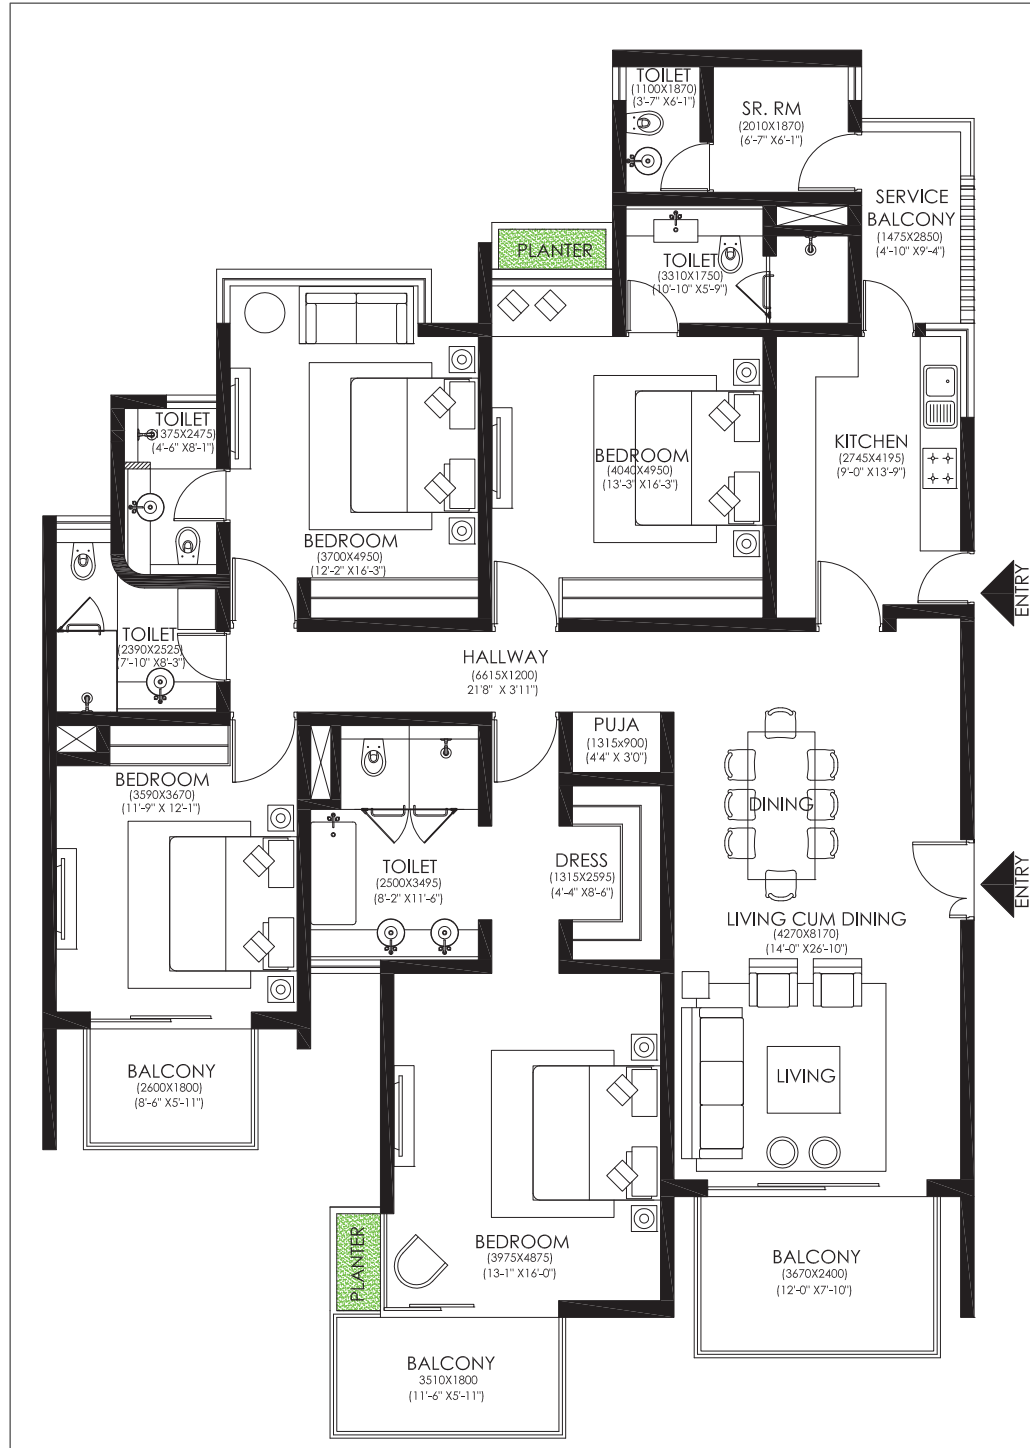 TOILET
(1100X1870)
(3'-7" X6'-1")
SR. RM
(2010X1870)
(6'-7" X6'-1")
SERVICE
BALCONY
(1475X2850)
(4'-10" X9'-4")
PLANTER
TOILET
(3310X1750)
(10'-10" X5'-9")
TOILET
(1375X2475)
(4'-6" X8'-1")
BEDROOM
(3700X4950)
(12'-2" X16'-3")
BEDROOM
(4040X4950)
(13'-3" X16'-3")
KITCHEN
(2745X4195)
(9'-0" X13'-9")
ENTRY
TOILET
(2390X2525)
(7'-10" X8'-3")
HALLWAY
(6615X1200)
21'8" X 3'11")
PUJA
(1315x900)
(4'4" X 3'0")
BEDROOM
(3590X3670)
(11'-9" X 12'-1")
DINING
TOILET
(2500X3495)
(8'-2" X11'-6")
DRESS
(1315X2595)
(4'-4" X8'-6")
ENTRY
LIVING CUM DINING
(4270X8170)
(14'-0" X26'-10")
BALCONY
(2600X1800)
(8'-6" X5'-11")
LIVING
PLANTER
BEDROOM
(3975X4875)
(13-1" X16'-0")
BALCONY
(3670X2400)
(12'-0" X7'-10")
BALCONY
3510X1800
(11'-6" X5'-11")